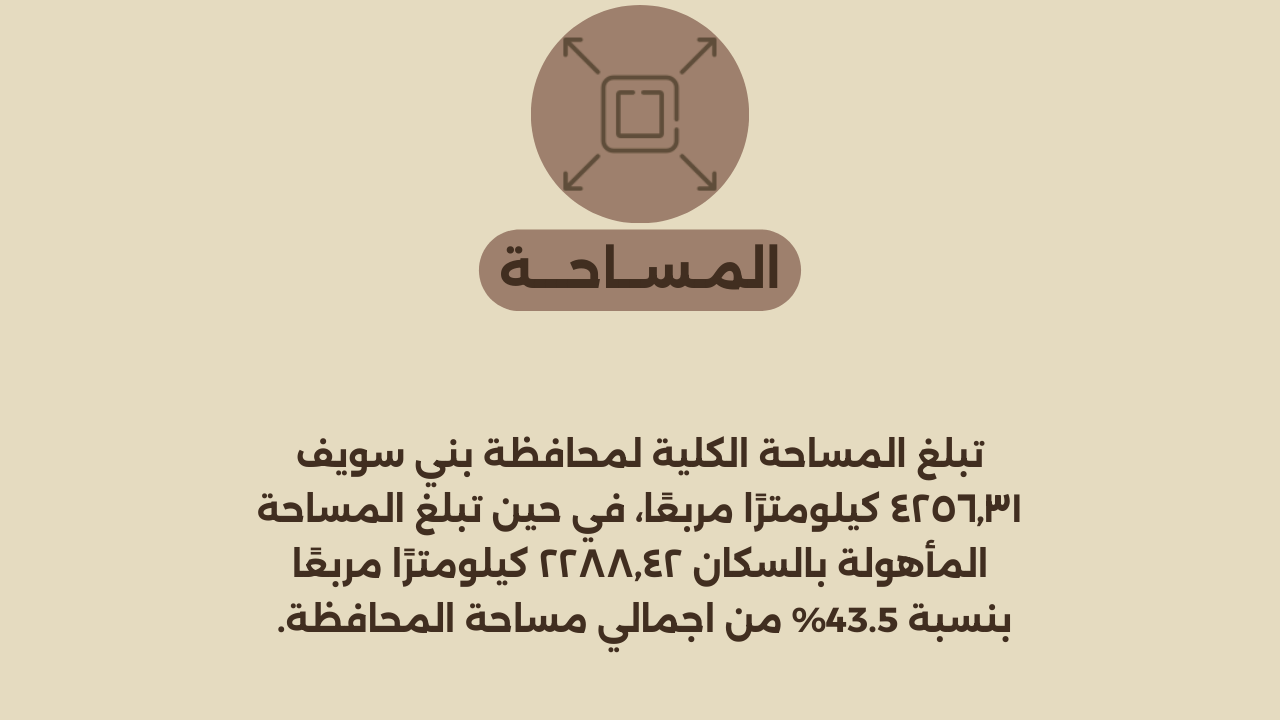 المساحة
تبلغ المساحة الكلية لمحافظة بني سويف
٤٢٥٦,٣١ كيلومترًا مربعًا، في حين تبلغ المساحة
المأهولة بالسكان ٢٢٨٨,٤٢ كيلومترًا مربعًا
بنسبة 43.5% من اجمالي مساحة المحافظة.